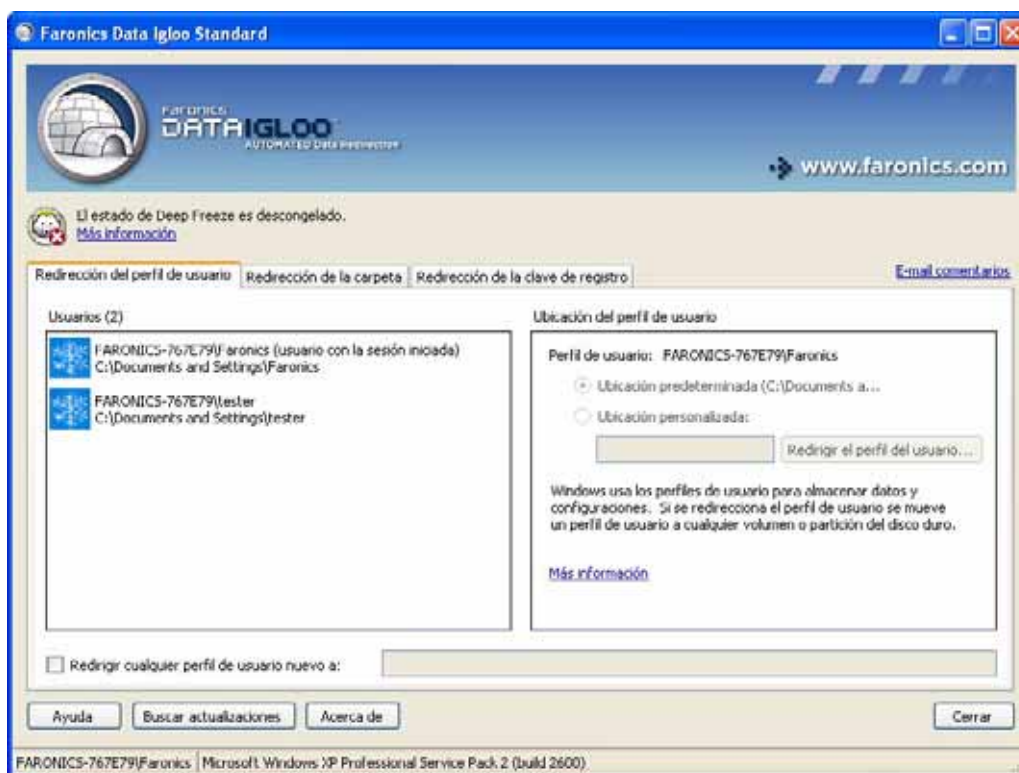 Faronics Data Igloo Standard
FARONICS
DATA IGLOO
AUTOMATED Data Redirection
www.faronics.com
El estado de Deep Freeze es descongelado.
Más información
Redirección del perfil de usuario
Redirección de la carpeta
Redirección de la clave de registro
E-mail comentarios
Usuarios (2)
FARONICS-767E79\Faronics (usuario con la sesión iniciada)
C:\Documents and Settings\Faronics
FARONICS-767E79\tester
C:\Documents and Settings\tester
Ubicación del perfil de usuario
Perfil de usuario: FARONICS-767E79\Faronics
Ubicación predeterminada (C:\Documents a...
Ubicación personalizada:
Redirigir el perfil del usuario...
Windows usa los perfiles de usuario para almacenar datos y
configuraciones. Si se redirecciona el perfil de usuario se mueve
un perfil de usuario a cualquier volumen o partición del disco duro.
Más información
Redirigir cualquier perfil de usuario nuevo a:
Ayuda
Buscar actualizaciones
Acerca de
Cerrar
FARONICS-767E79\Faronics
Microsoft Windows XP Professional Service Pack 2 (build 2600)